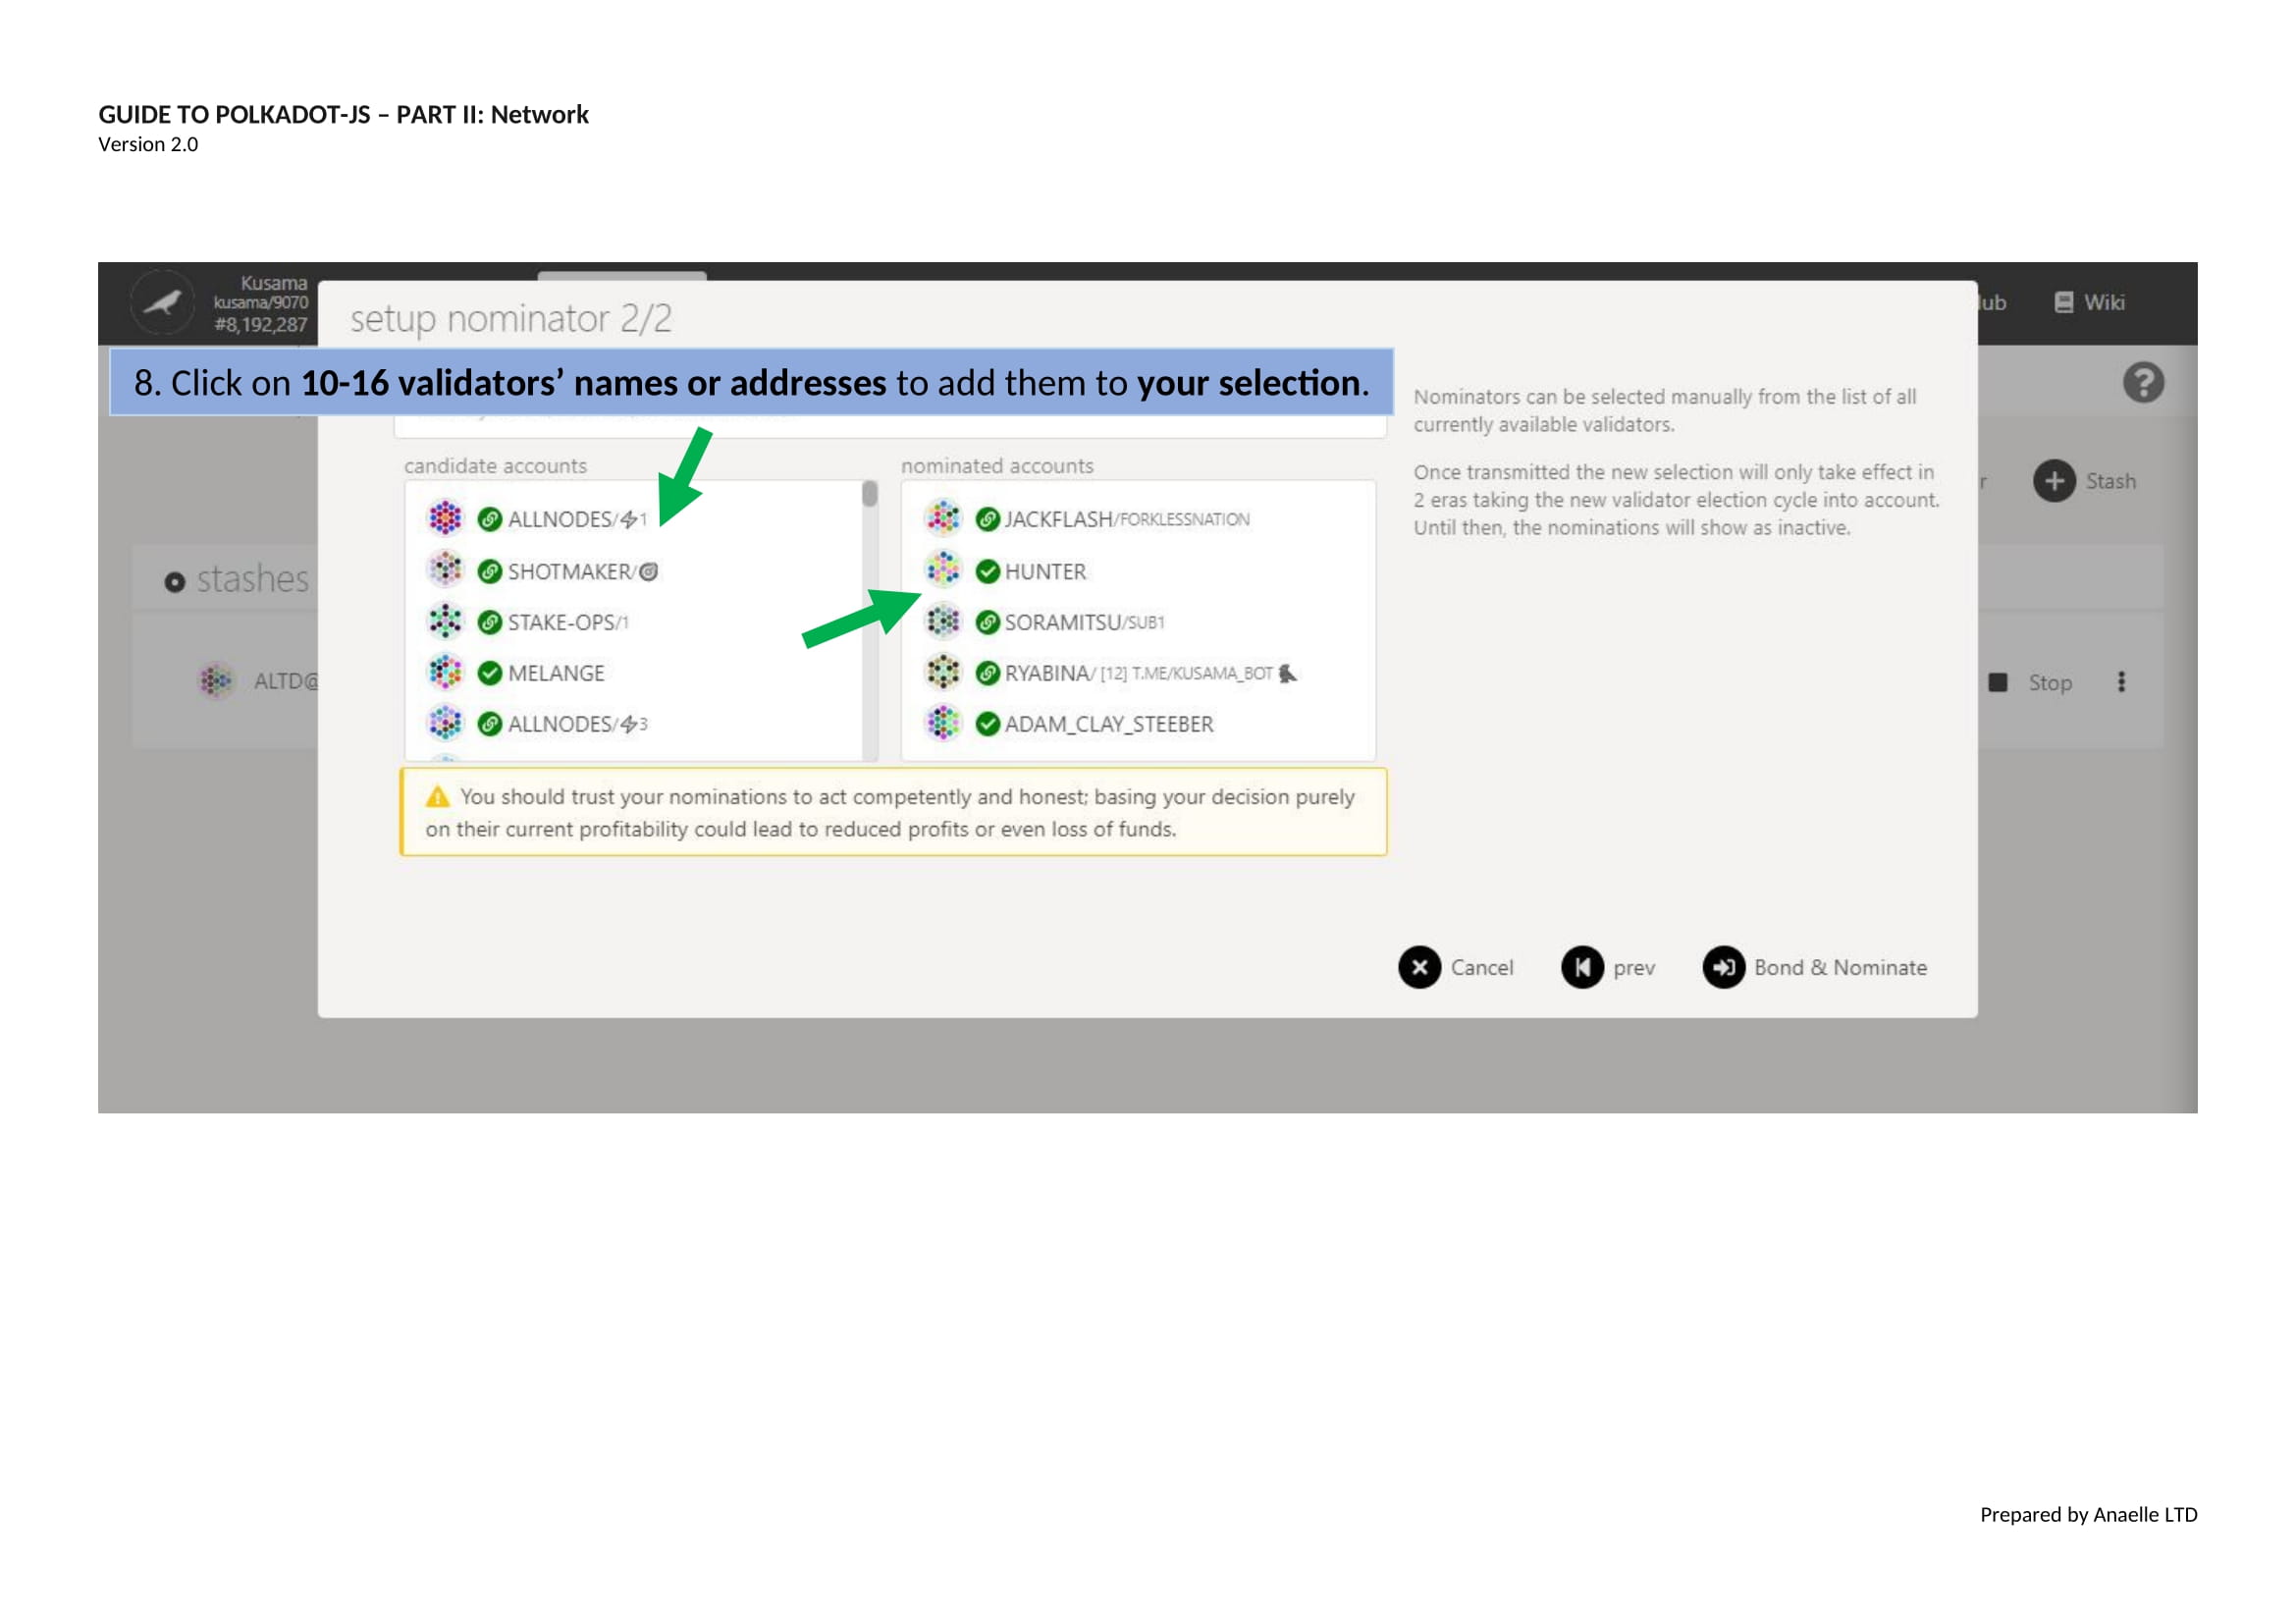 GUIDE TO POLKADOT-JS – PART II: Network
Version 2.0
Kusama
kusama/9070
#8,192,287
setup nominator 2/2
lub
Wiki
8. Click on 10-16 validators’ names or addresses to add them to your selection.
Nominators can be selected manually from the list of all
currently available validators.
Once transmitted the new selection will only take effect in
2 eras taking the new validator election cycle into account.
Until then, the nominations will show as inactive.
r
Stash
candidate accounts
ALLNODES/1
SHOTMAKER/
STAKE-OPS/1
MELANGE
ALLNODES/3
nominated accounts
JACKFLASH/FORKLESSNATION
HUNTER
SORAMITSU/SUB1
RYABINA/ [12] T.ME/KUSAMA_BOT
ADAM_CLAY_STEEBER
stashes
ALTD@
Stop
You should trust your nominations to act competently and honest; basing your decision purely
on their current profitability could lead to reduced profits or even loss of funds.
Cancel
prev
Bond & Nominate
Prepared by Anaelle LTD